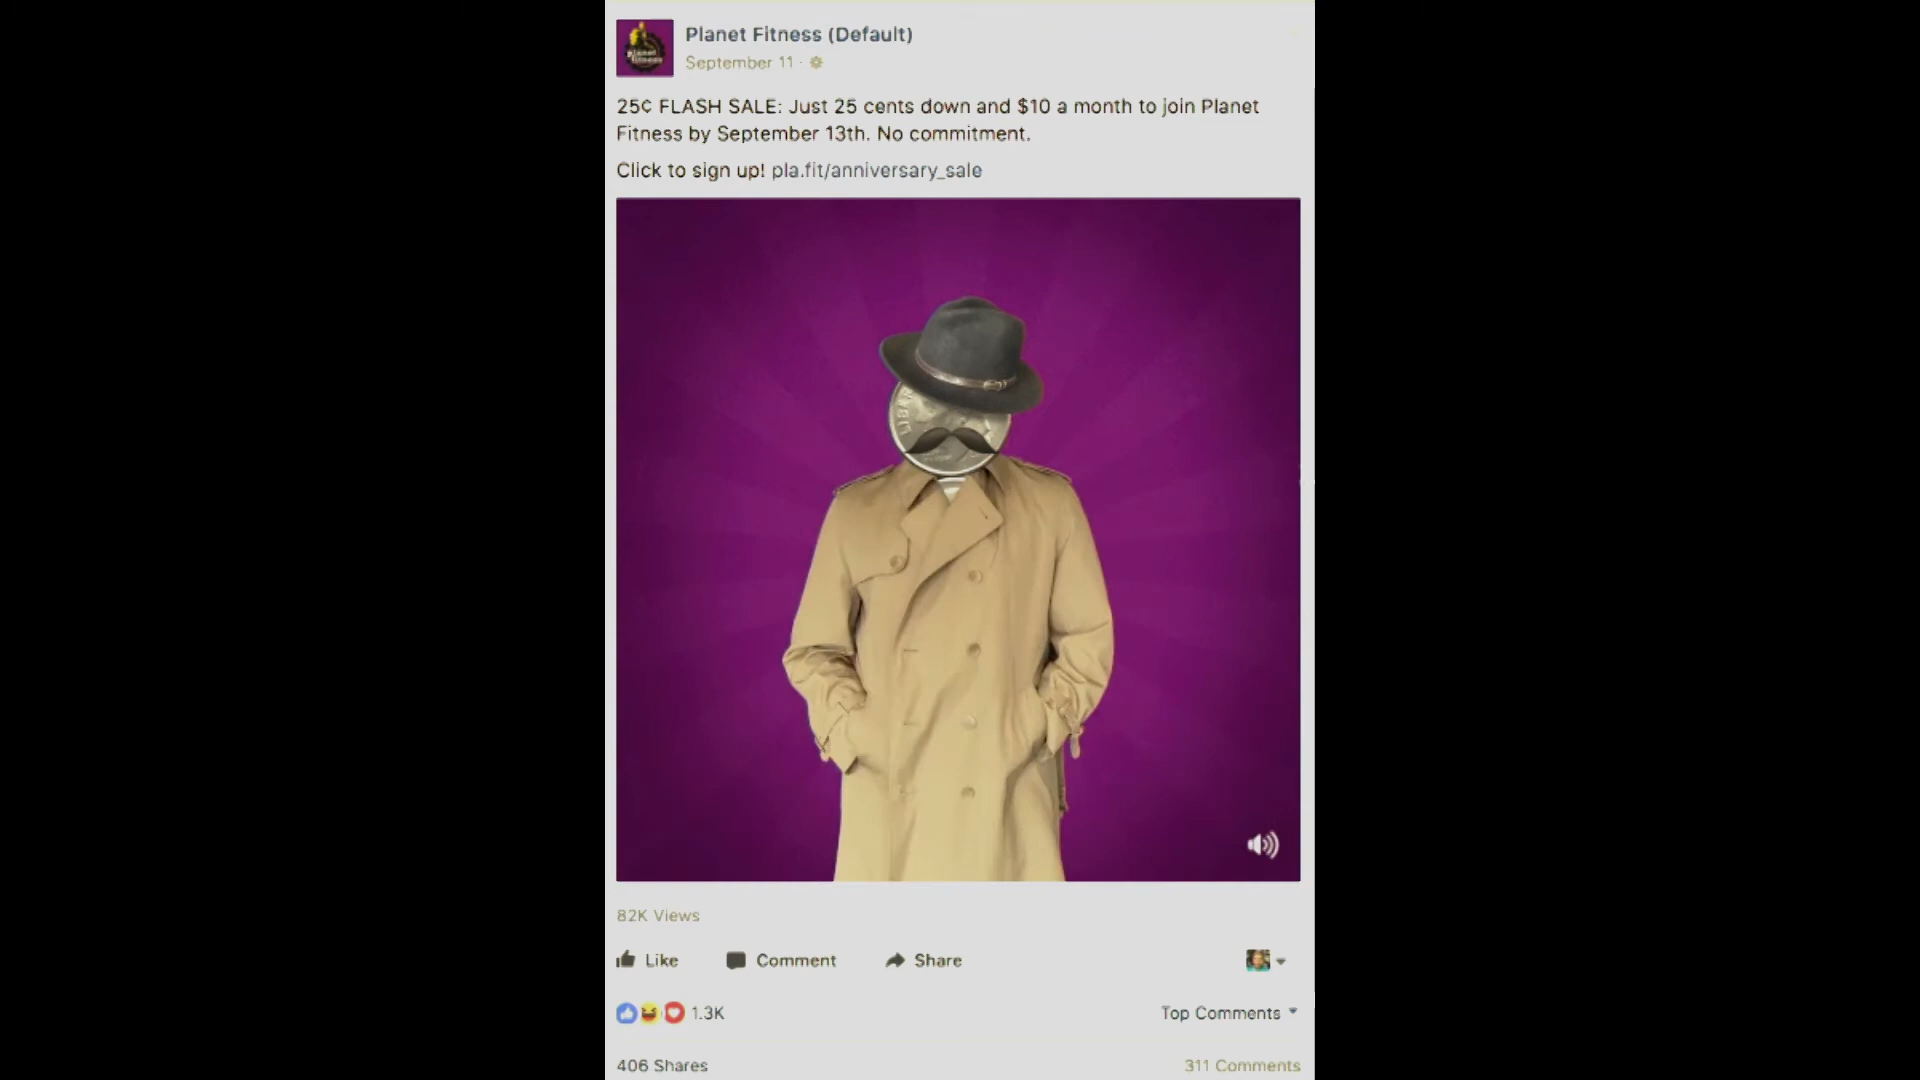 planet
fitness
Planet Fitness (Default)
September 11 ·
25¢ FLASH SALE: Just 25 cents down and $10 a month to join Planet
Fitness by September 13th. No commitment.
Click to sign up! pla.fit/anniversary_sale
82K Views
Like
Comment
Share
1.3K
Top Comments
406 Shares
311 Comments